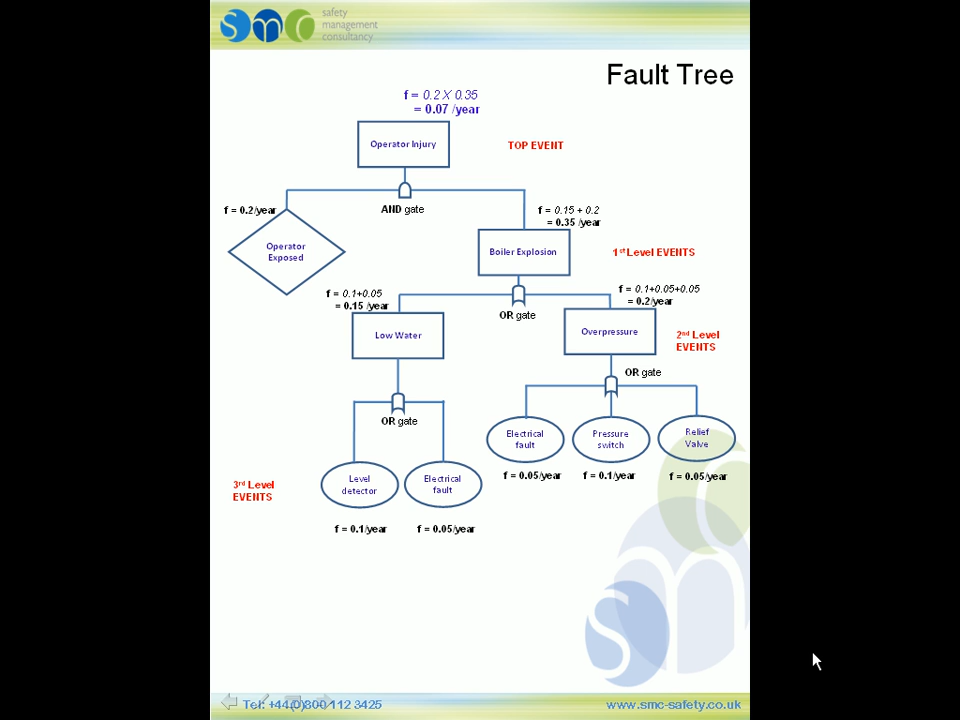 smc safety
management
consultancy
Fault Tree
f = 0.2 X 0.35
= 0.07 /year
Operator Injury
TOP EVENT
AND gate
f = 0.2/year
f = 0.15 + 0.2
= 0.35 /year
Operator
Exposed
Boiler Explosion
1st Level EVENTS
f = 0.1+0.05
= 0.15 /year
OR gate
f = 0.1+0.05+0.05
= 0.2/year
Low Water
Overpressure
2nd Level
EVENTS
OR gate
OR gate
Electrical
fault
Pressure
switch
Relief
Valve
f = 0.05/year
f = 0.1/year
f = 0.05/year
3rd Level
EVENTS
Level
detector
Electrical
fault
f = 0.1/year
f = 0.05/year
smc
Tel: +44(0)800 112 3425
www.smc-safety.co.uk